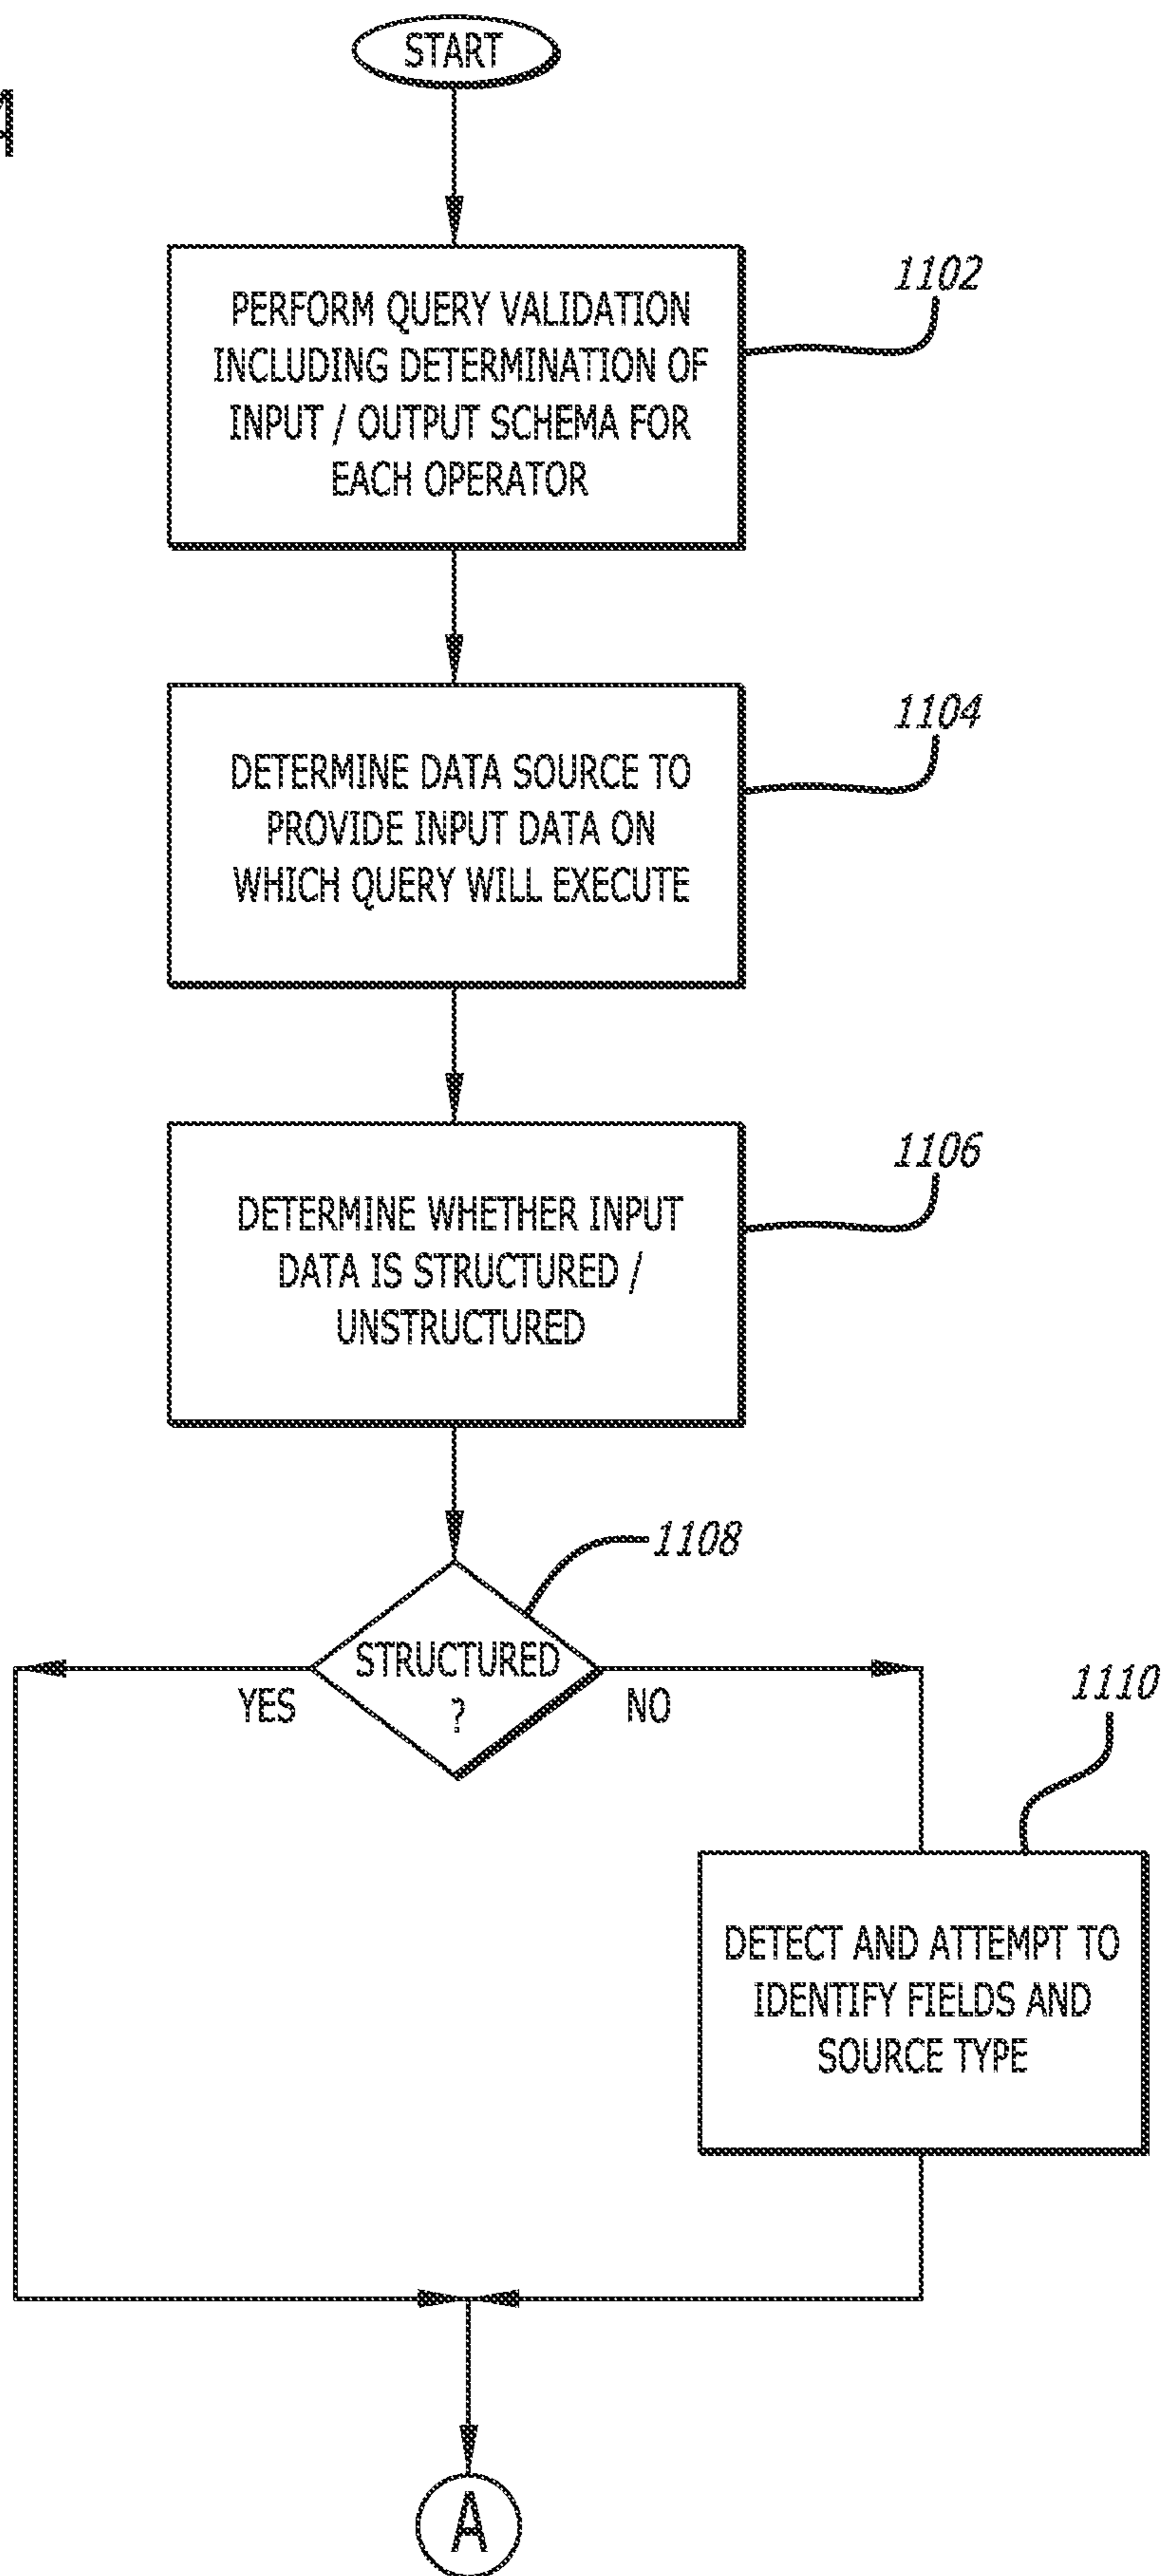 START
PERFORM QUERY VALIDATION
INCLUDING DETERMINATION OF
INPUT / OUTPUT SCHEMA FOR
EACH OPERATOR
1102
DETERMINE DATA SOURCE TO
PROVIDE INPUT DATA ON
WHICH QUERY WILL EXECUTE
1104
DETERMINE WHETHER INPUT
DATA IS STRUCTURED /
UNSTRUCTURED
1106
1108
STRUCTURED
?
YES
NO
1110
DETECT AND ATTEMPT TO
IDENTIFY FIELDS AND
SOURCE TYPE
A